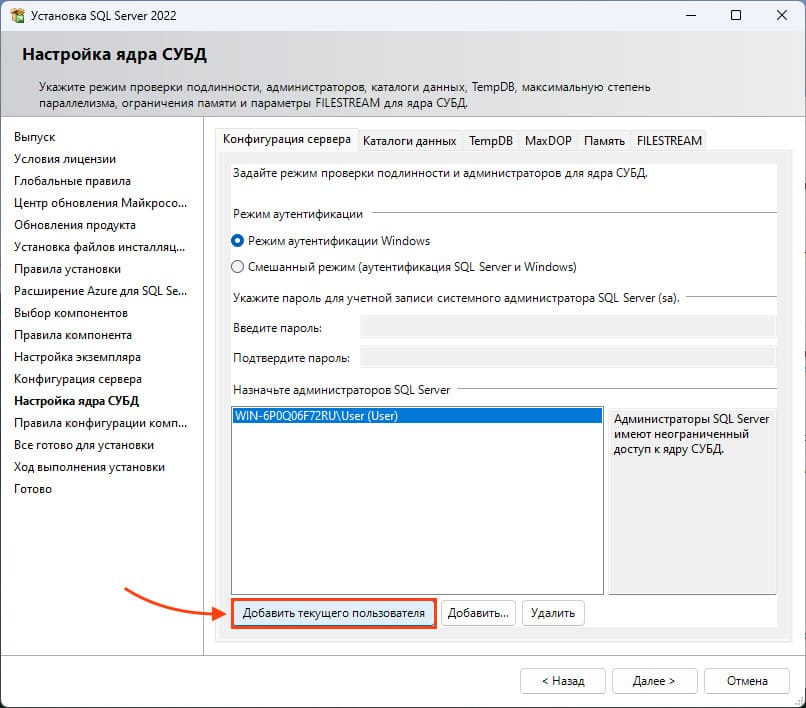 Установка SQL Server 2022
Настройка ядра СУБД
Укажите режим проверки подлинности, администраторов, каталоги данных, TempDB, максимальную степень
параллелизма, ограничения памяти и параметры FILESTREAM для ядра СУБД.
Выпуск
Условия лицензии
Глобальные правила
Центр обновления Майкросо...
Обновления продукта
Установка файлов инсталляц...
Правила установки
Расширение Azure для SQL Se...
Выбор компонентов
Правила компонента
Настройка экземпляра
Конфигурация сервера
Настройка ядра СУБД
Правила конфигурации комп...
Все готово для установки
Ход выполнения установки
Готово
Конфигурация сервера Каталоги данных TempDB MaxDOP Память FILESTREAM
Задайте режим проверки подлинности и администраторов для ядра СУБД.
Режим аутентификации
Режим аутентификации Windows
Смешанный режим (аутентификация SQL Server и Windows)
Укажите пароль для учетной записи системного администратора SQL Server (sa).
Введите пароль:
Подтвердите пароль:
Назначьте администраторов SQL Server
WIN-6P0Q06F72RU\User (User)
Администраторы SQL Server
имеют неограниченный
доступ к ядру СУБД.
Добавить текущего пользователя Добавить... Удалить
< Назад Далее > Отмена